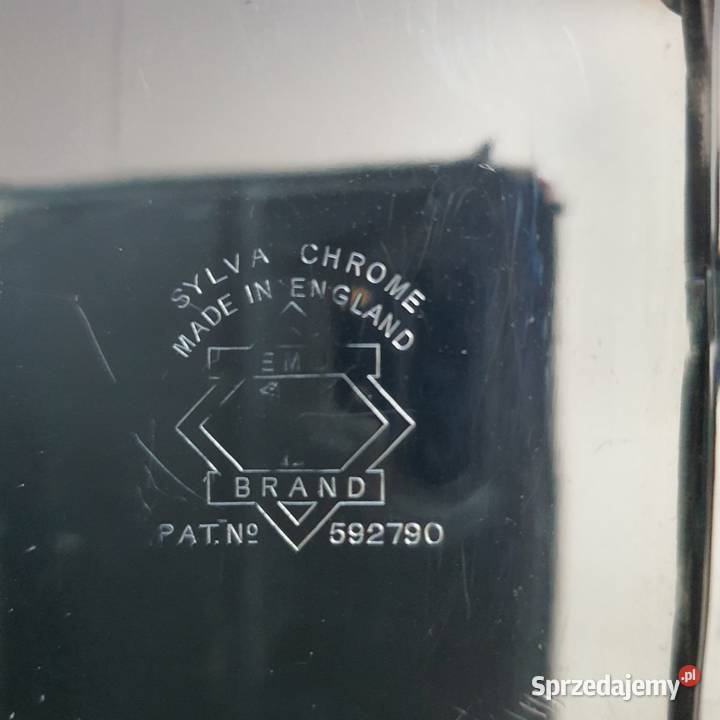 SYLVA CHROME
MADE IN ENGLAND
BRAND
PAT. Nº 592790
Sprzedajemy.pl